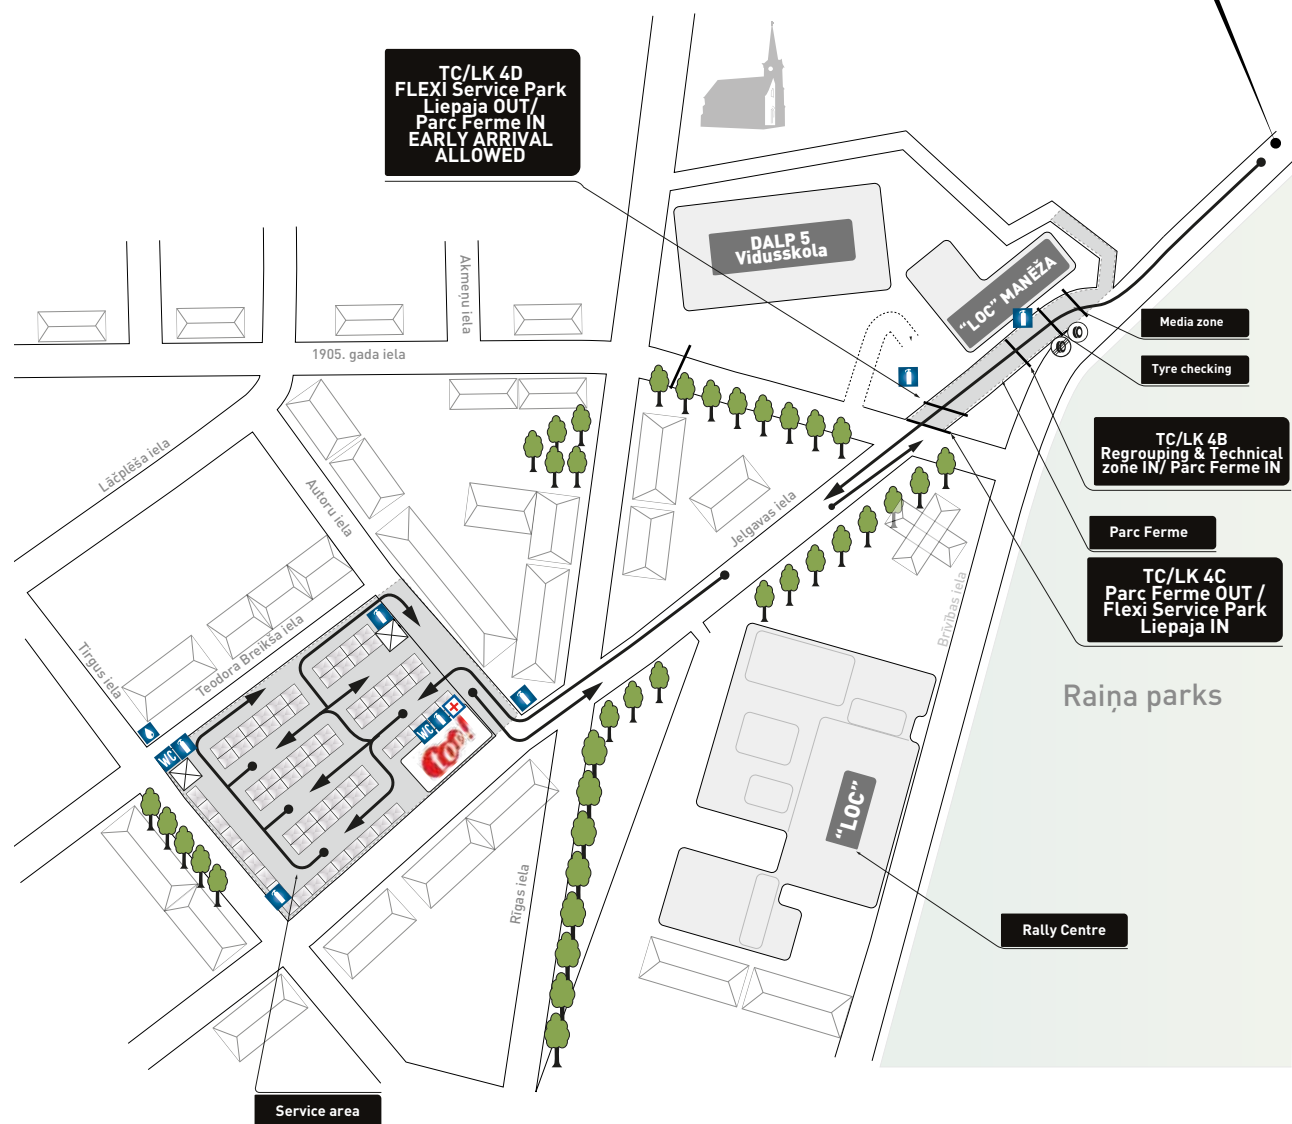 TC/LK 4D
FLEXI Service Park
Liepaja OUT/
Parc Ferme IN
EARLY ARRIVAL
ALLOWED
DALP 5
Vidusskola
"LOC" MANĒŽA
Akmeņu iela
1905. gada iela
Media zone
Tyre checking
TC/LK 4B
Regrouping & Technical
zone IN/ Parc Ferme IN
Lāčplēša iela
Autoru iela
Jelgavas iela
Parc Ferme
TC/LK 4C
Parc Ferme OUT /
Flexi Service Park
Liepaja IN
Brīvības iela
Teodora Breikša iela
Tirgus iela
Raiņa parks
WC
WC
top!
"LOC"
Rīgas iela
Rally Centre
Service area